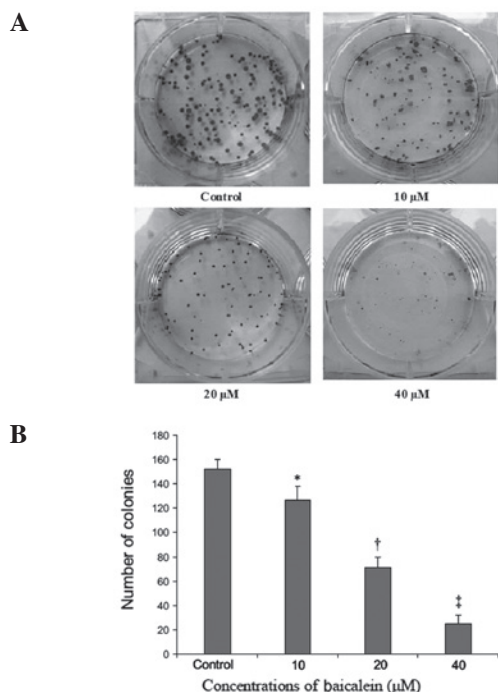 A
Control
10 µM
20 µM
40 µM
B
Number of colonies
180
160
140
120
100
80
60
40
20
0
*
†
‡
Control
10
20
40
Concentrations of baicalein (µM)